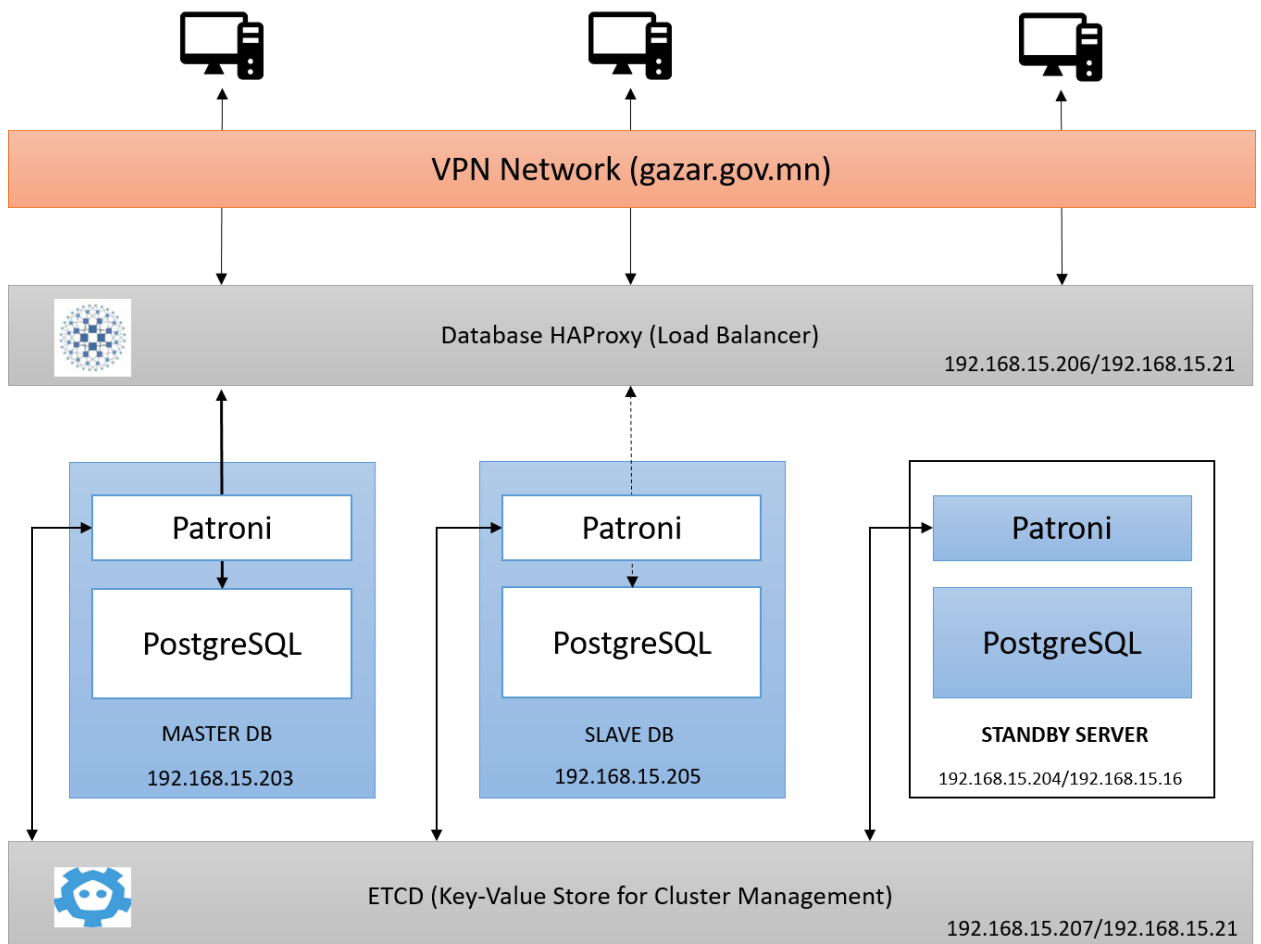 VPN Network (gazar.gov.mn)
Database HAProxy (Load Balancer)
192.168.15.206/192.168.15.21
Patroni
PostgreSQL
MASTER DB
192.168.15.203
Patroni
PostgreSQL
SLAVE DB
192.168.15.205
Patroni
PostgreSQL
STANDBY SERVER
192.168.15.204/192.168.15.16
ETCD (Key-Value Store for Cluster Management)
192.168.15.207/192.168.15.21